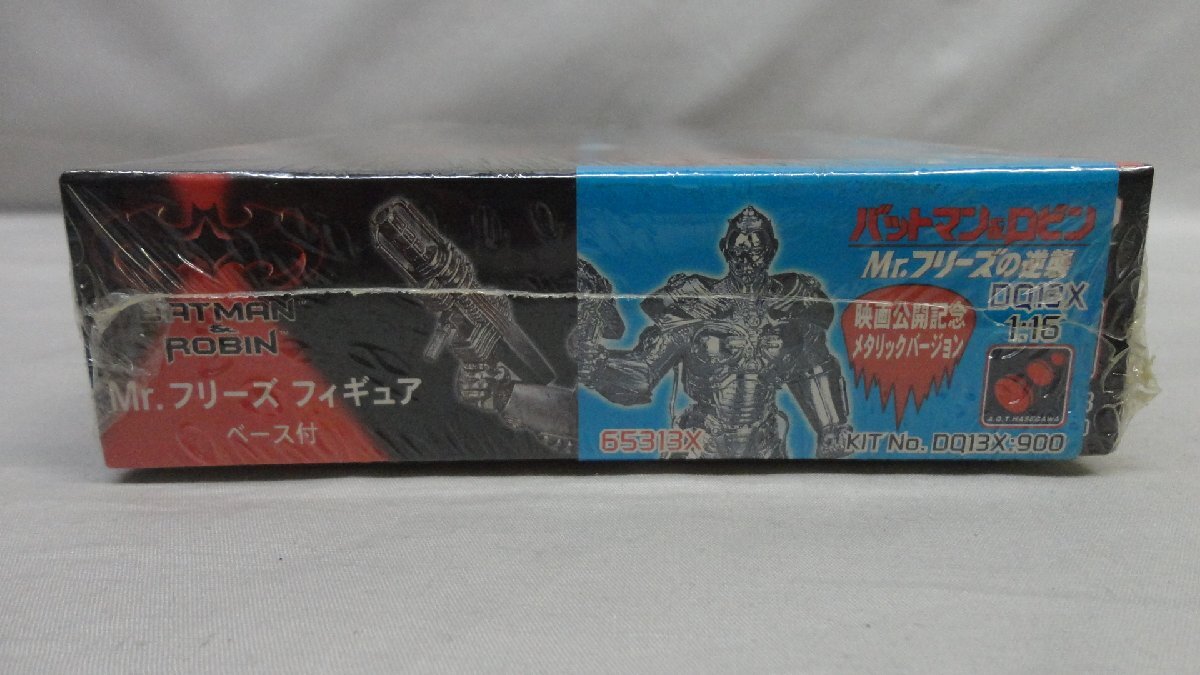 BATMAN
&
ROBIN™
Mr.フリーズ フィギュア
ベース付
バットマン&ロビン
Mr.フリーズの逆襲
映画公開記念
メタリックバージョン
DQ13X
1:15
A.O.T HASEGAWA
65313X
KIT No. DQ13X:900